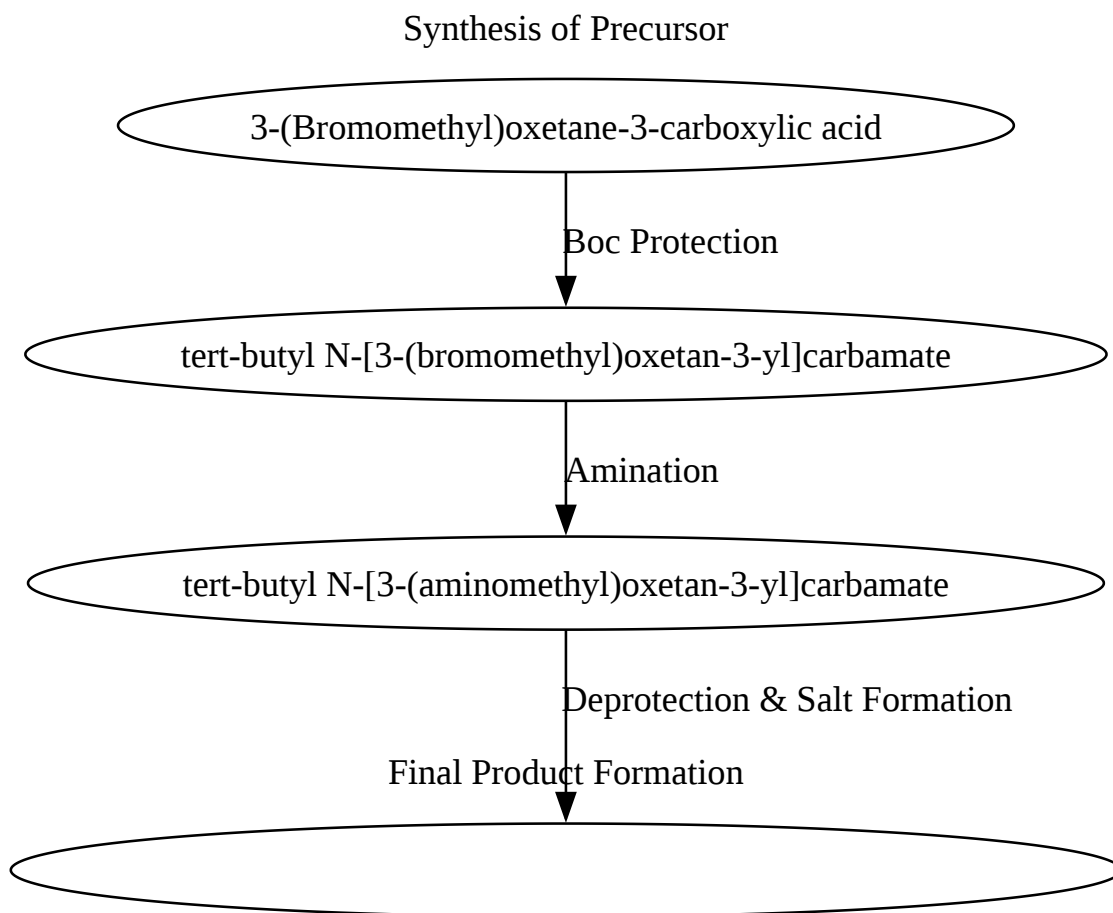 Synthesis of Precursor
3-(Bromomethyl)oxetane-3-carboxylic acid
Boc Protection
tert-butyl N-[3-(bromomethyl)oxetan-3-yl]carbamate
Amination
tert-butyl N-[3-(aminomethyl)oxetan-3-yl]carbamate
Deprotection & Salt Formation
Final Product Formation